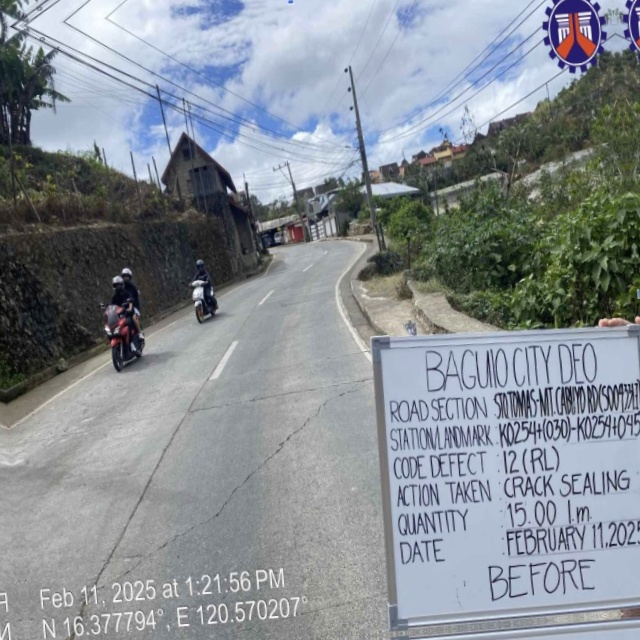 BAGUIO CITY DEO
ROAD SECTION
STATION/LANDMARK K0254+(030)-K0254+045
CODE DEFECT : 12 (RL)
ACTION TAKEN : CRACK SEALING
QUANTITY : 15.00 l.m.
DATE : FEBRUARY 11, 202
BEFORE
Feb 11, 2025 at 1:21:56 PM
N 16.377794°, E 120.570207°